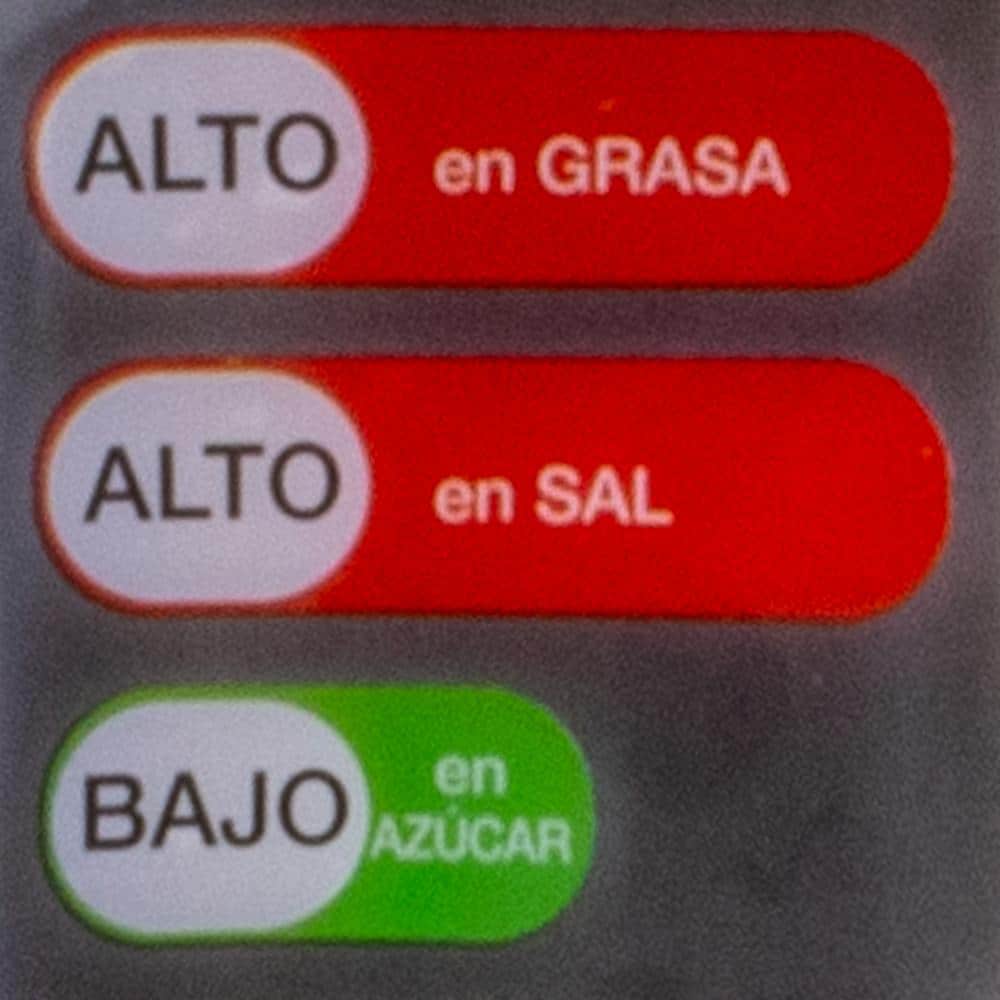 ALTO en GRASA
ALTO en SAL
BAJO en
AZÚCAR